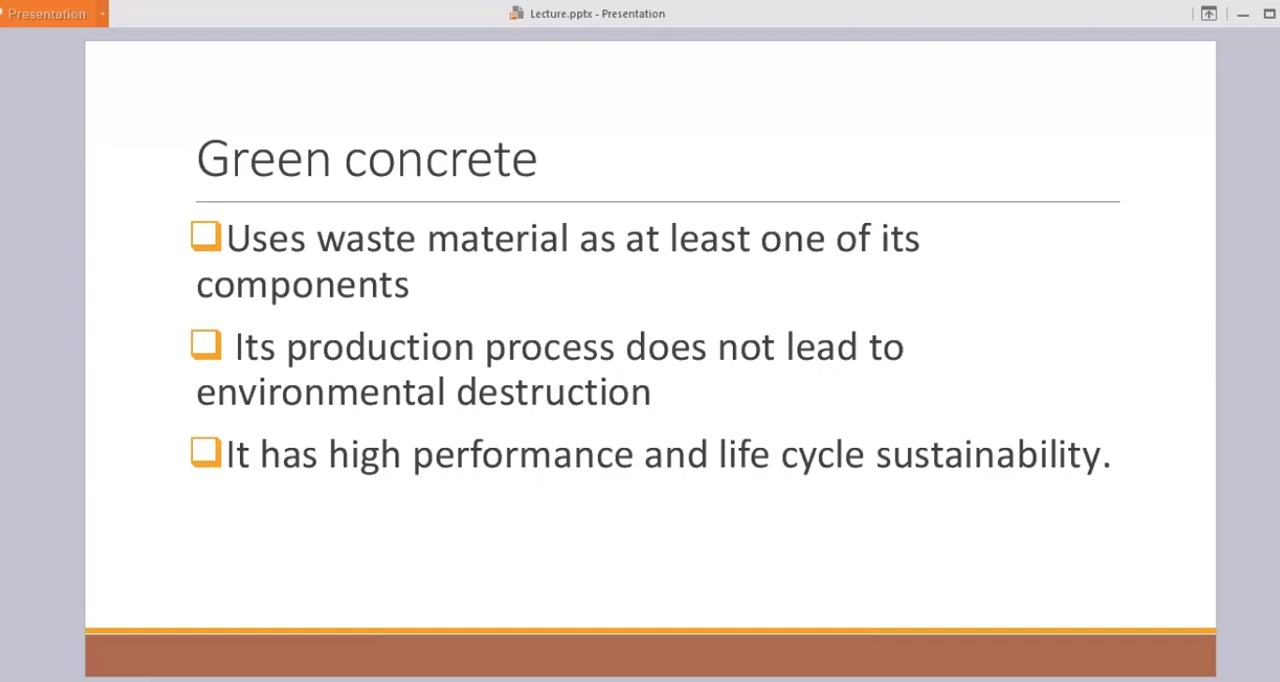 Presentation
Lecture.pptx - Presentation
Green concrete
Uses waste material as at least one of its
components
Its production process does not lead to
environmental destruction
It has high performance and life cycle sustainability.